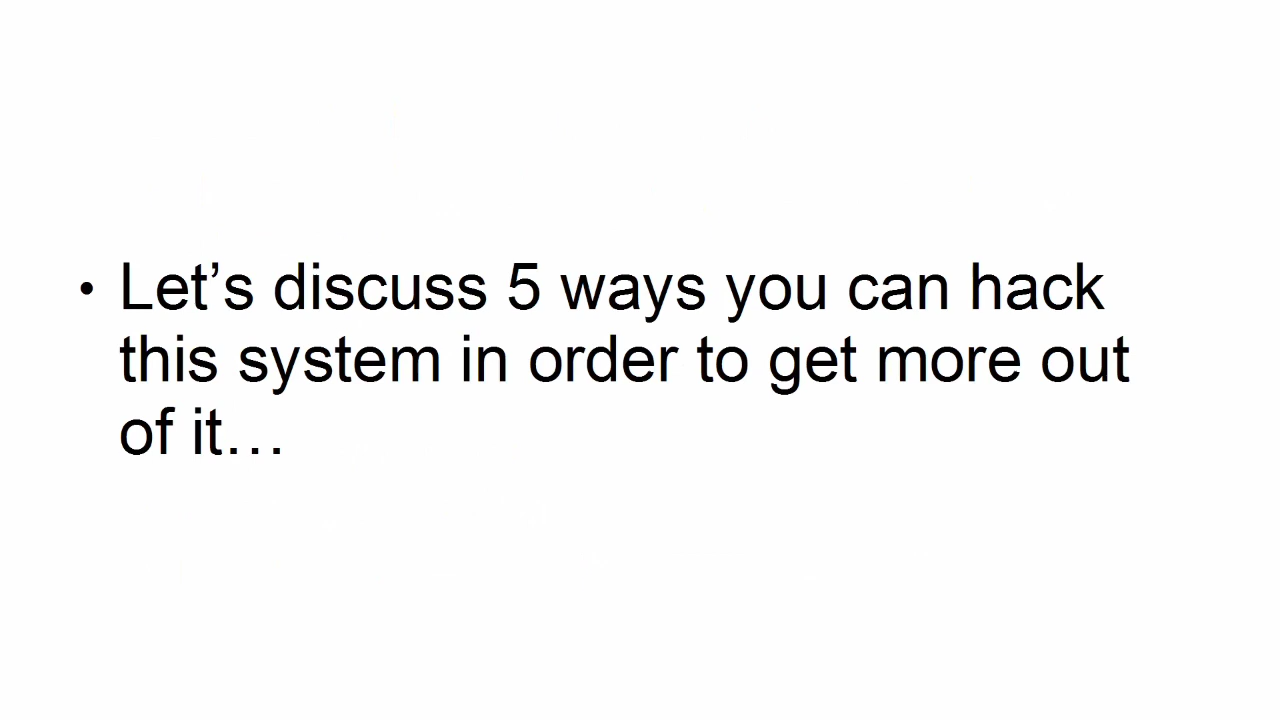 • Let’s discuss 5 ways you can hack
this system in order to get more out
of it…